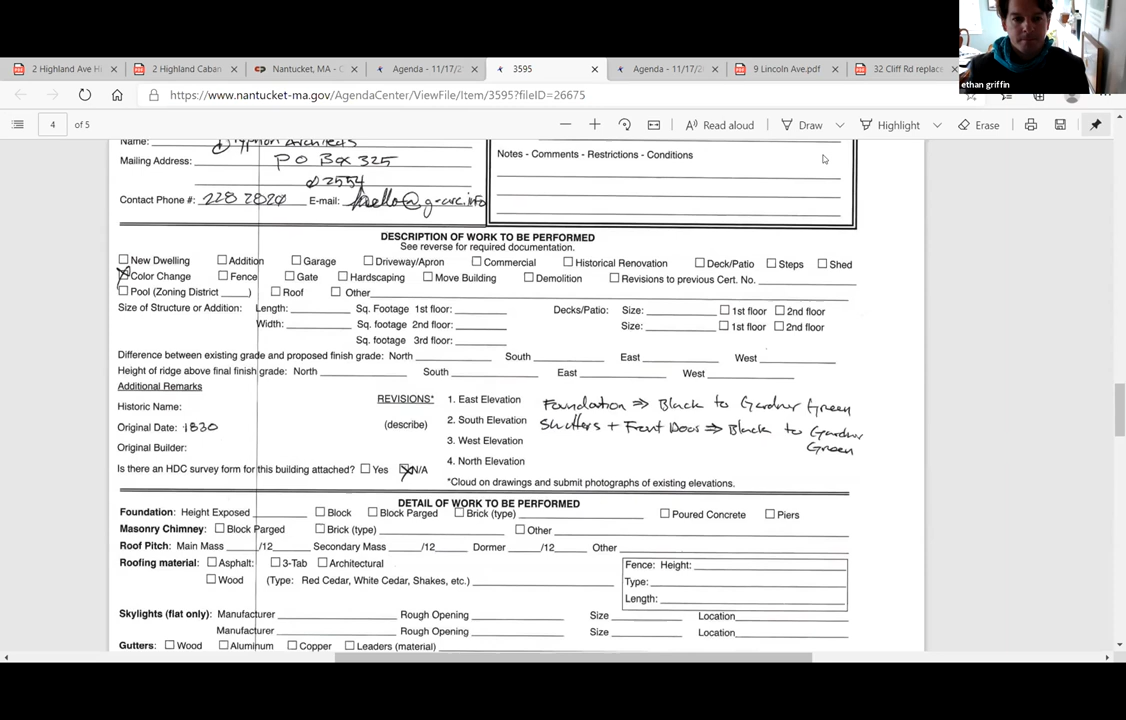 ethan griffin
2 Highland Ave Hi
2 Highland Caban
Nantucket, MA - C
Agenda - 11/17/2
3595
Agenda - 11/17/2
9 Lincoln Ave.pdf
32 Cliff Rd replac
https://www.nantucket-ma.gov/AgendaCenter/ViewFile/Item/3595?fileID=26675
4 of 5
Read aloud
Draw
Highlight
Erase
Name: Gryphon Architects
Mailing Address: PO Box 325
02554
Contact Phone #: 228 2820 E-mail: hello@g-arc.info
Notes - Comments - Restrictions - Conditions
DESCRIPTION OF WORK TO BE PERFORMED
See reverse for required documentation.
New Dwelling Addition Garage Driveway/Apron Commercial Historical Renovation Deck/Patio Steps Shed
Color Change Fence Gate Hardscaping Move Building Demolition Revisions to previous Cert. No.
Pool (Zoning District ) Roof Other
Size of Structure or Addition: Length: Sq. Footage 1st floor: Decks/Patio: Size: 1st floor 2nd floor
Width: Sq. footage 2nd floor: Size: 1st floor 2nd floor
Sq. footage 3rd floor:
Difference between existing grade and proposed finish grade: North South East West
Height of ridge above final finish grade: North South East West
Additional Remarks
Historic Name:
Original Date: 1830
Original Builder:
Is there an HDC survey form for this building attached? Yes N/A
REVISIONS*
(describe)
1. East Elevation Foundation ⇒ Black to Gardner Green
2. South Elevation Shutters + Front Door ⇒ Black to Gardner
Green
3. West Elevation
4. North Elevation
*Cloud on drawings and submit photographs of existing elevations.
DETAIL OF WORK TO BE PERFORMED
Foundation: Height Exposed Block Block Parged Brick (type) Poured Concrete Piers
Masonry Chimney: Block Parged Brick (type) Other
Roof Pitch: Main Mass /12 Secondary Mass /12 Dormer /12 Other
Roofing material: Asphalt: 3-Tab Architectural
Wood (Type: Red Cedar, White Cedar, Shakes, etc.)
Fence: Height:
Type:
Length:
Skylights (flat only): Manufacturer Rough Opening Size Location
Manufacturer Rough Opening Size Location
Gutters: Wood Aluminum Copper Leaders (material)